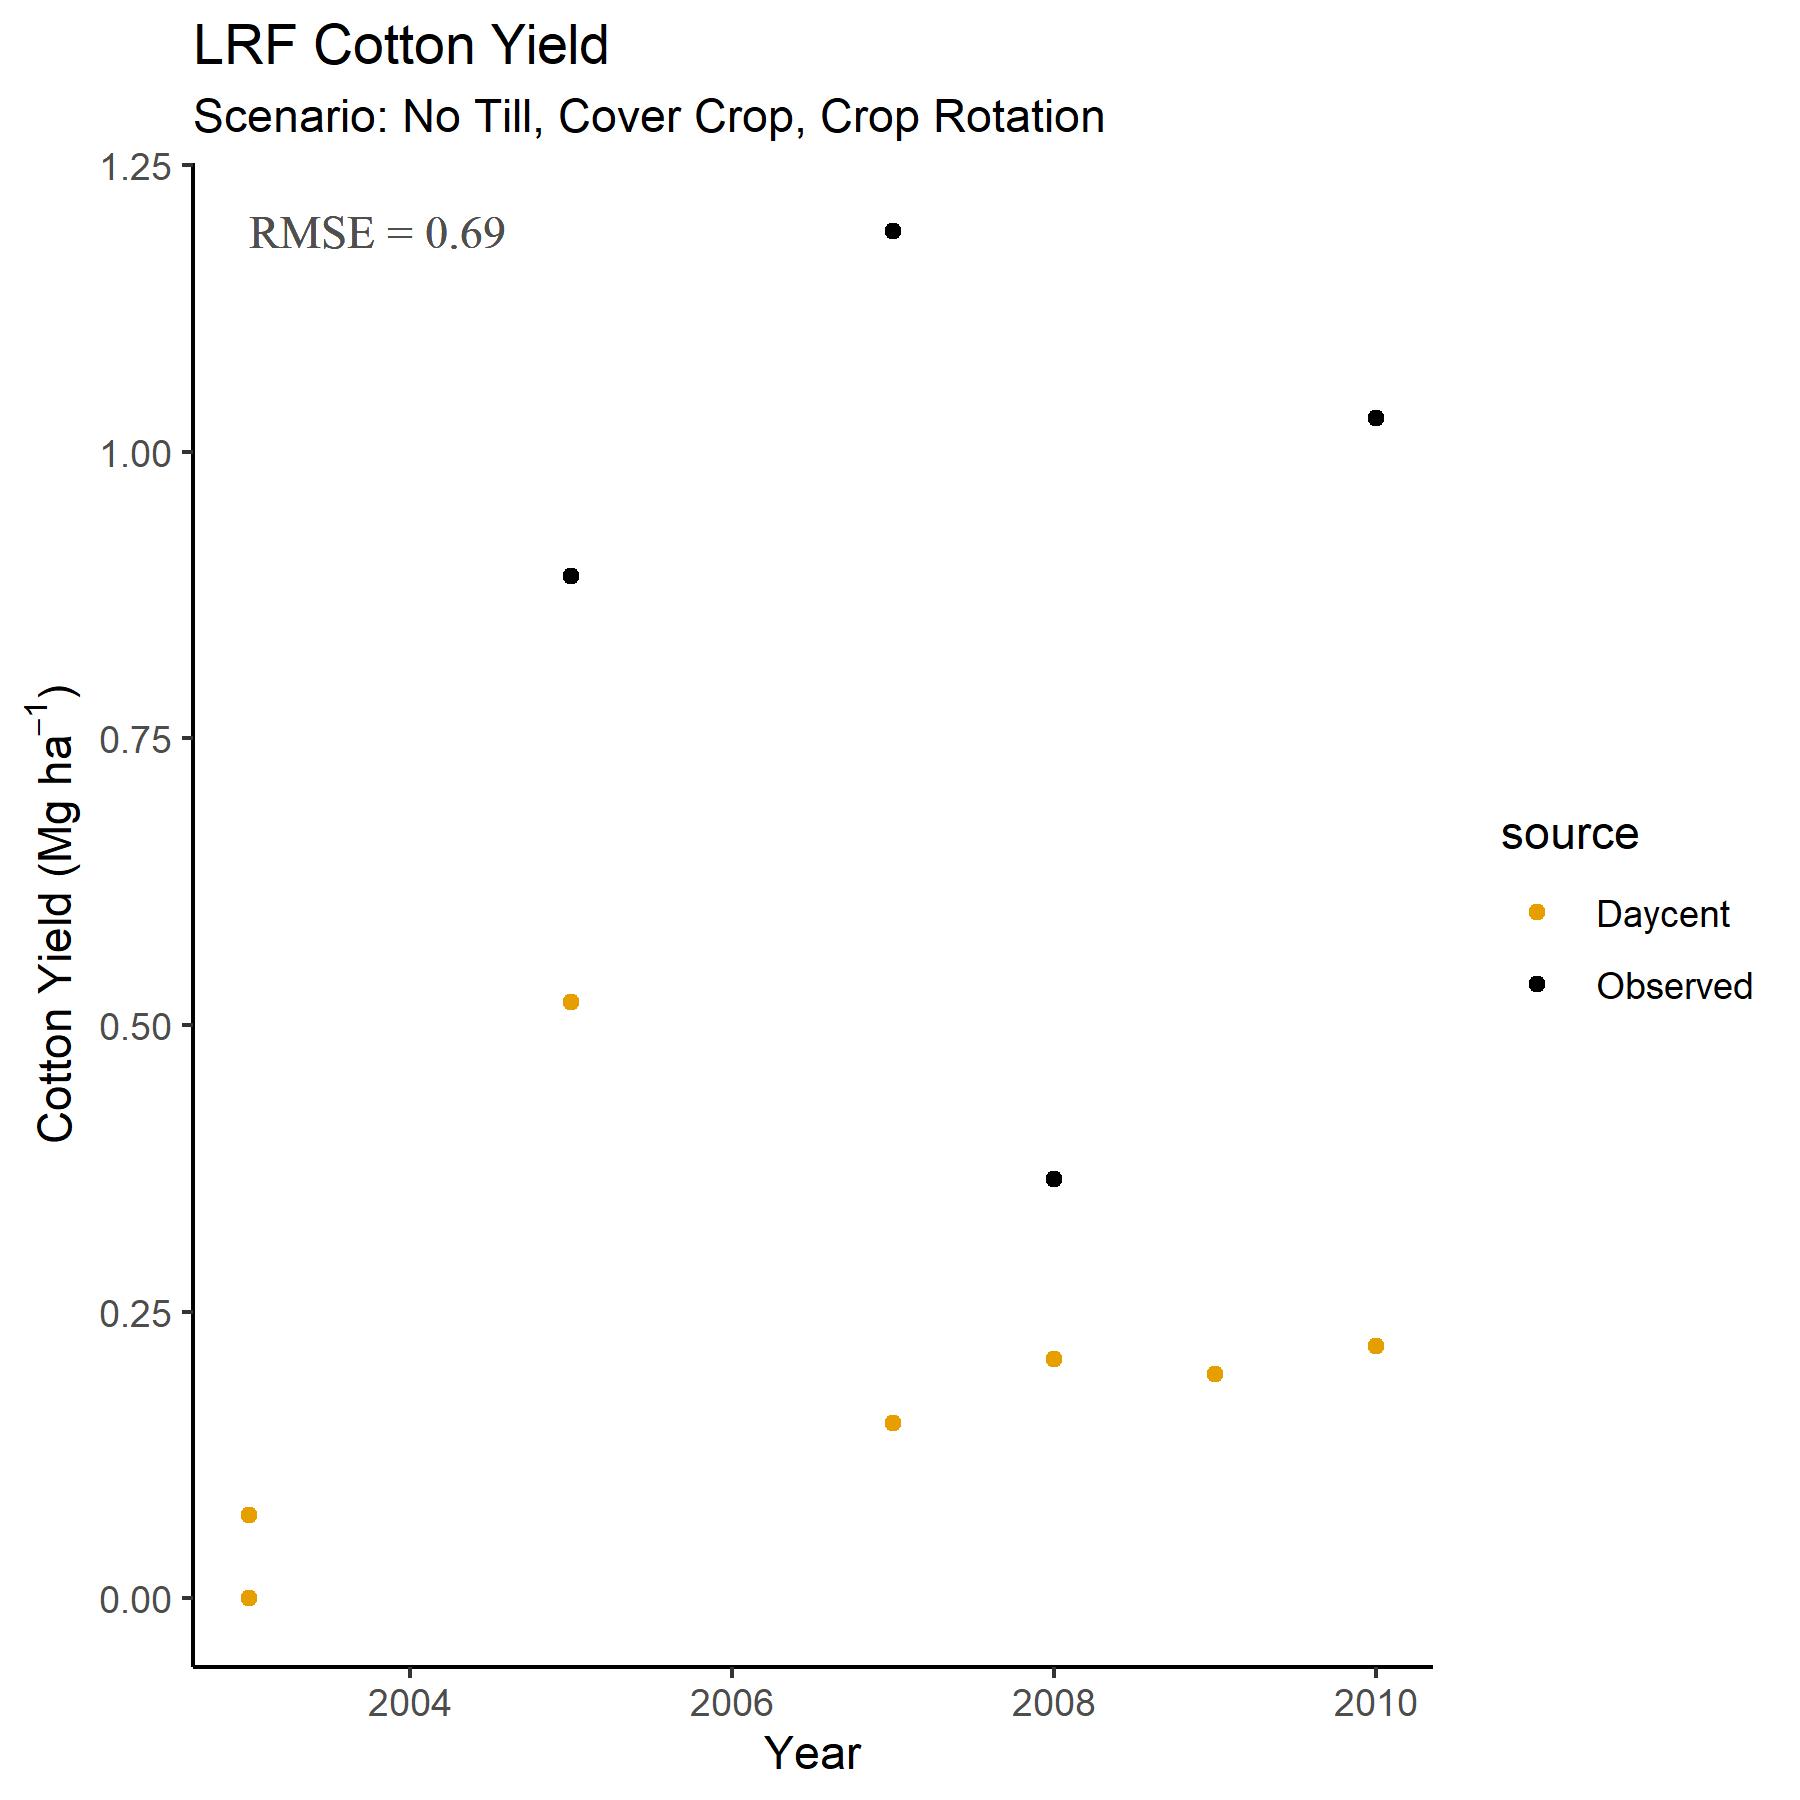 LRF Cotton Yield
Scenario: No Till, Cover Crop, Crop Rotation
RMSE = 0.69
1.25
1.00
0.75
0.50
0.25
0.00
Cotton Yield (Mg ha⁻¹)
2004 2006 2008 2010
Year
source
Daycent
Observed